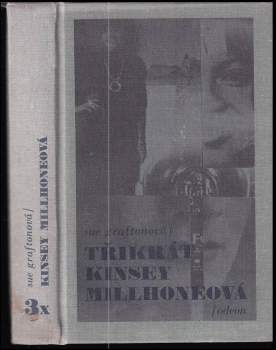 sue graftonová/
KINSEY MILLHONEOVÁ
3x
sue graftonová/
TŘIKRÁT
KINSEY
MILLHONEOVÁ
/odeon